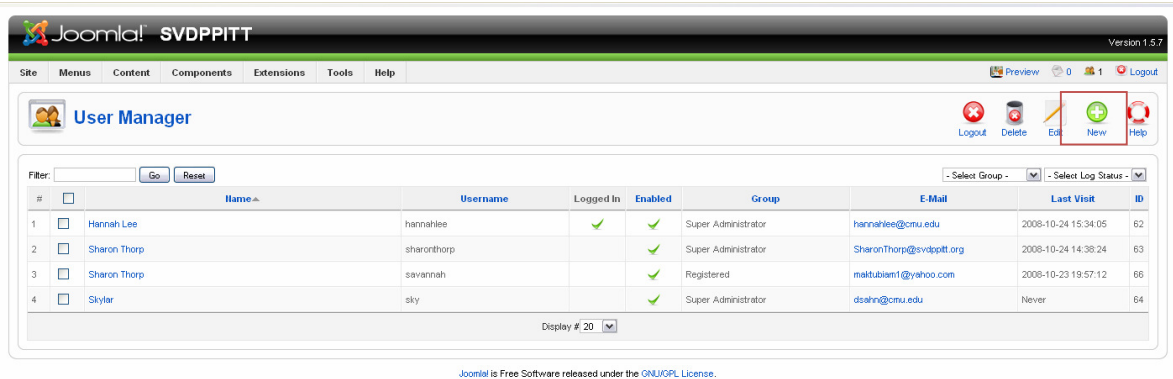 Joomla! SVDPPITT
Version 1.5.7
Site Menus Content Components Extensions Tools Help Preview 0 1 Logout
User Manager
Logout Delete Edit New Help
Filter: Go Reset - Select Group - - Select Log Status -
# Name Username Logged In Enabled Group E-Mail Last Visit ID
1 Hannah Lee hannahlee Super Administrator hannahlee@cmu.edu 2008-10-24 15:34:05 62
2 Sharon Thorp sharonthorp Super Administrator SharonThorp@svdppitt.org 2008-10-24 14:38:24 63
3 Sharon Thorp savannah Registered maktubiam1@yahoo.com 2008-10-23 19:57:12 66
4 Skylar sky Super Administrator dsahn@cmu.edu Never 64
Display # 20
Joomla! is Free Software released under the GNU/GPL License.